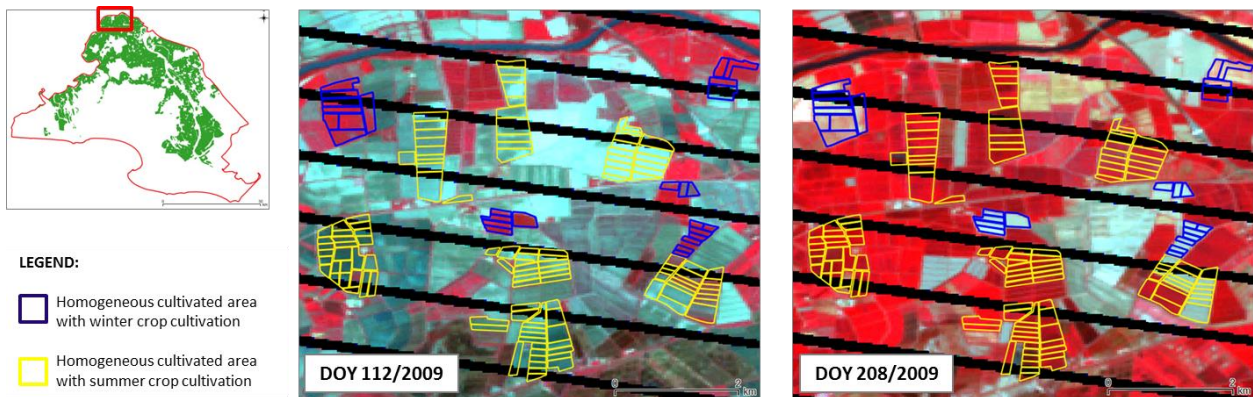 LEGEND:
Homogeneous cultivated area
with winter crop cultivation
Homogeneous cultivated area
with summer crop cultivation
DOY 112/2009
0 2
km
DOY 208/2009
0 2
km